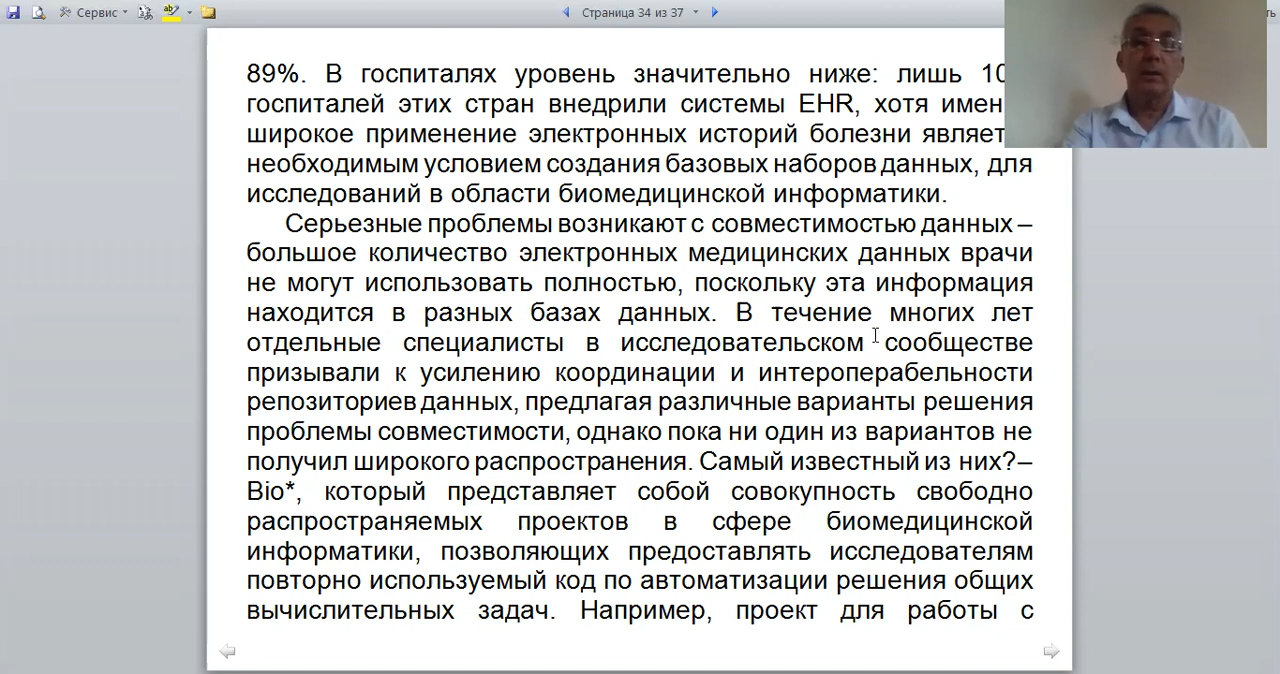 Сервис
Страница 34 из 37
89%. В госпиталях уровень значительно ниже: лишь
госпиталей этих стран внедрили системы EHR, хотя
широкое применение электронных историй болезни
необходимым условием создания базовых наборов данных, для
исследований в области биомедицинской информатики.
Серьезные проблемы возникают с совместимостью данных –
большое количество электронных медицинских данных врачи
не могут использовать полностью, поскольку эта информация
находится в разных базах данных. В течение многих лет
отдельные специалисты в исследовательском сообществе
призывали к усилению координации и интероперабельности
репозиториев данных, предлагая различные варианты решения
проблемы совместимости, однако пока ни один из вариантов не
получил широкого распространения. Самый известный из них?–
Bio*, который представляет собой совокупность свободно
распространяемых проектов в сфере биомедицинской
информатики, позволяющих предоставлять исследователям
повторно используемый код по автоматизации решения общих
вычислительных задач. Например, проект для работы с